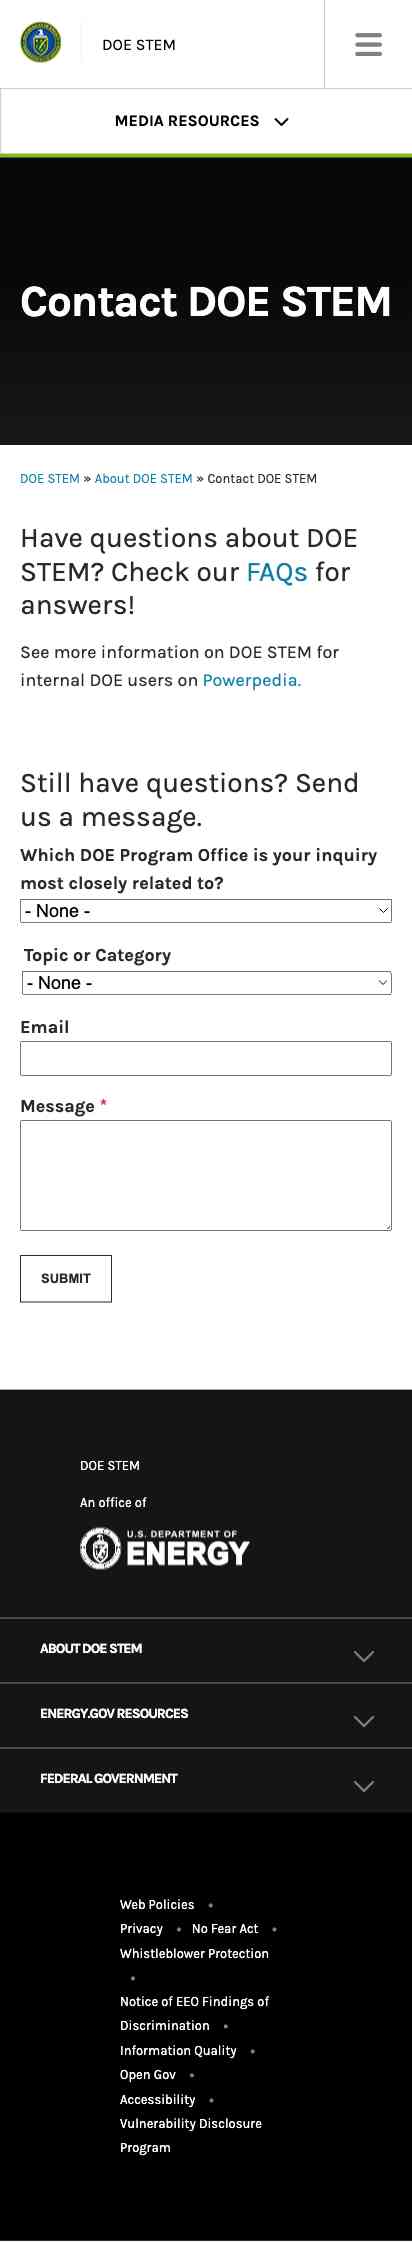 DOE STEM
MEDIA RESOURCES
Contact DOE STEM
DOE STEM » About DOE STEM » Contact DOE STEM
Have questions about DOE
STEM? Check our FAQs for
answers!
See more information on DOE STEM for
internal DOE users on Powerpedia.
Still have questions? Send
us a message.
Which DOE Program Office is your inquiry
most closely related to?
- None -
Topic or Category
- None -
Email
Message *
SUBMIT
DOE STEM
An office of
U.S. DEPARTMENT OF
ENERGY
ABOUT DOE STEM
ENERGY.GOV RESOURCES
FEDERAL GOVERNMENT
Web Policies •
Privacy • No Fear Act •
Whistleblower Protection
•
Notice of EEO Findings of
Discrimination •
Information Quality •
Open Gov •
Accessibility •
Vulnerability Disclosure
Program